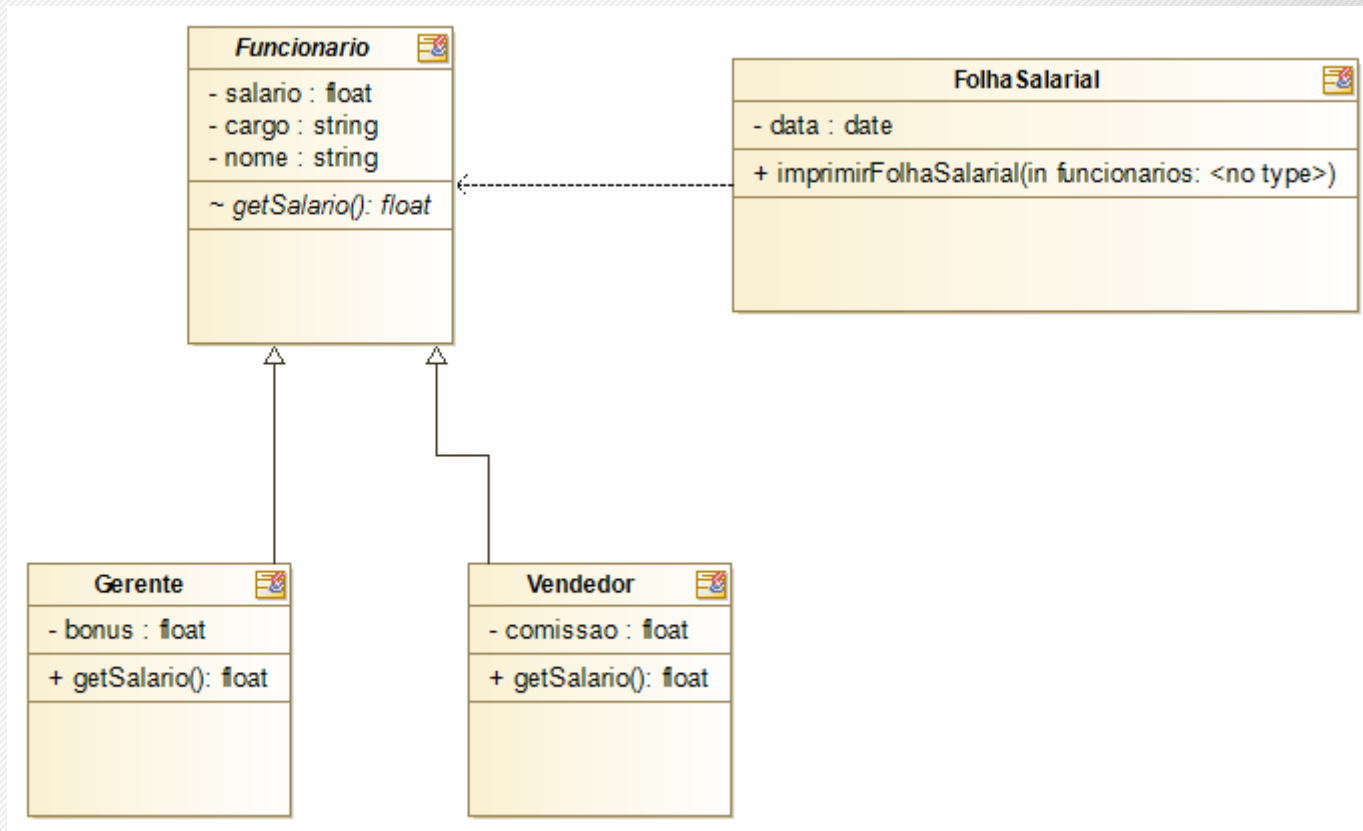 Funcionario
- salario : float
- cargo : string
- nome : string
~ getSalario(): float
FolhaSalarial
- data : date
+ imprimirFolhaSalarial(in funcionarios: <no type>)
Gerente
- bonus : float
+ getSalario(): float
Vendedor
- comissao : float
+ getSalario(): float